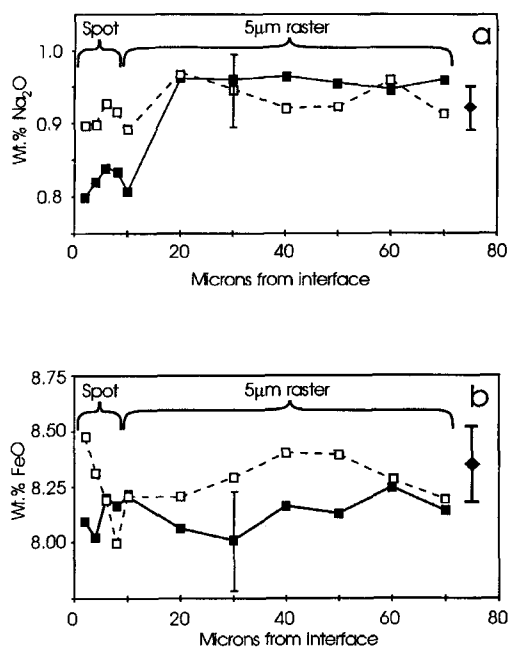 Spot 5μm raster a
Wt.% Na₂O
1.0
0.9
0.8
0 20 40 60 80
Microns from interface
Spot 5μm raster b
Wt.% FeO
8.75
8.50
8.25
8.00
0 20 40 60 80
Microns from Interface